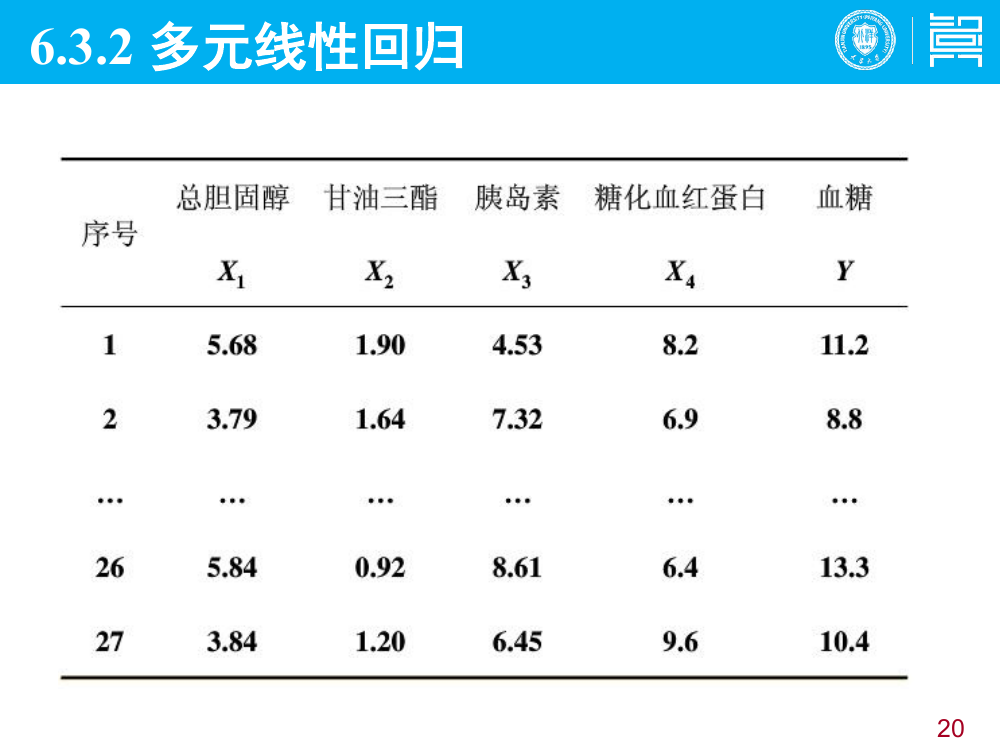 6.3.2 多元线性回归
序号 总胆固醇 甘油三酯 胰岛素 糖化血红蛋白 血糖
X1 X2 X3 X4 Y
1 5.68 1.90 4.53 8.2 11.2
2 3.79 1.64 7.32 6.9 8.8
… … … … … …
26 5.84 0.92 8.61 6.4 13.3
27 3.84 1.20 6.45 9.6 10.4
20